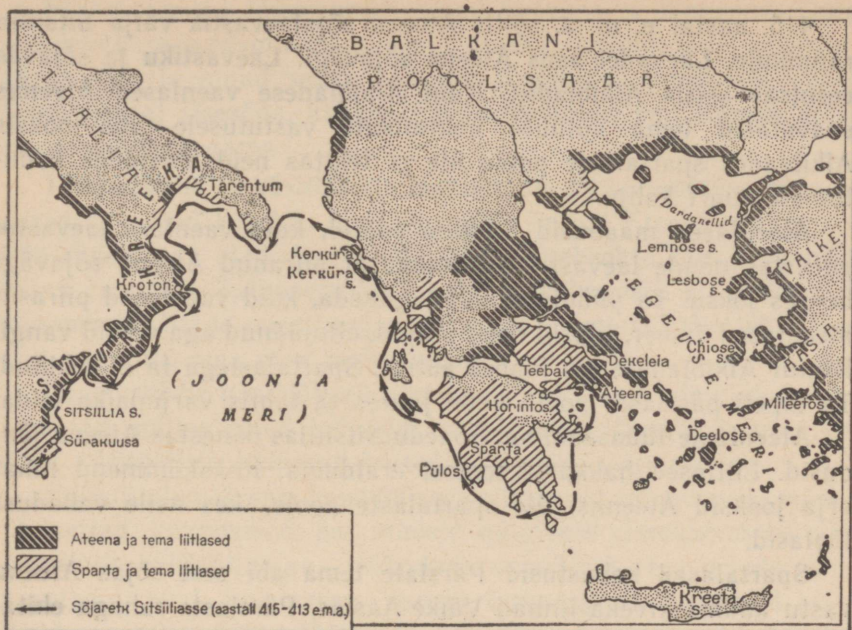 BALKANI
POOLSAAR
ITAALIA
KREEKA
Tarentum
Kroton
S
SITSIILIA S.
Sürakuusa
(JOONIA
MERI)
Kerküra
Kerküra
s.
(Dardanellid
Lemnose s.
Lesbose
VÄIKE
AASIA
EGEUSE MERI
Chiose
s.
Dekeleia
Teebai
Ateena
Korintos
Mileetos
Sparta
Deelose s.
Pülos
Kreeta
s.
Ateena ja tema liitlased
Sparta ja tema liitlased
Sõjaretk Sitsiiliasse (aastail 415-413 e.m.a.)